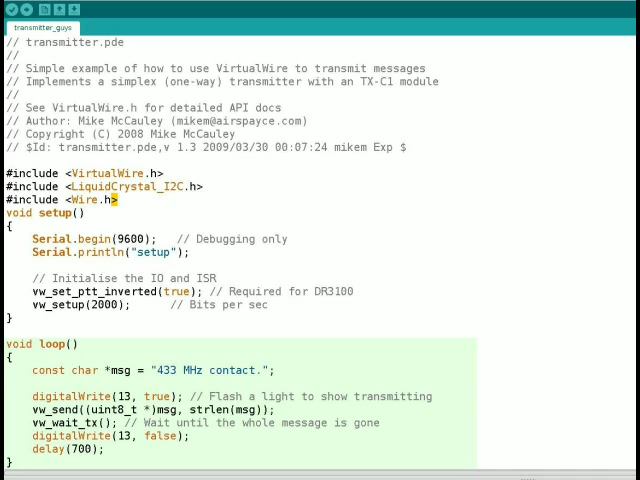 transmitter_guys
// transmitter.pde
//
// Simple example of how to use VirtualWire to transmit messages
// Implements a simplex (one-way) transmitter with an TX-C1 module
//
// See VirtualWire.h for detailed API docs
// Author: Mike McCauley (mikem@airspayce.com)
// Copyright (C) 2008 Mike McCauley
// $Id: transmitter.pde,v 1.3 2009/03/30 00:07:24 mikem Exp $
#include <VirtualWire.h>
#include <LiquidCrystal_I2C.h>
#include <Wire.h>
void setup()
{
Serial.begin(9600); // Debugging only
Serial.println("setup");
// Initialise the IO and ISR
vw_set_ptt_inverted(true); // Required for DR3100
vw_setup(2000); // Bits per sec
}
void loop()
{
const char *msg = "433 MHz contact.";
digitalWrite(13, true); // Flash a light to show transmitting
vw_send((uint8_t *)msg, strlen(msg));
vw_wait_tx(); // Wait until the whole message is gone
digitalWrite(13, false);
delay(700);
}